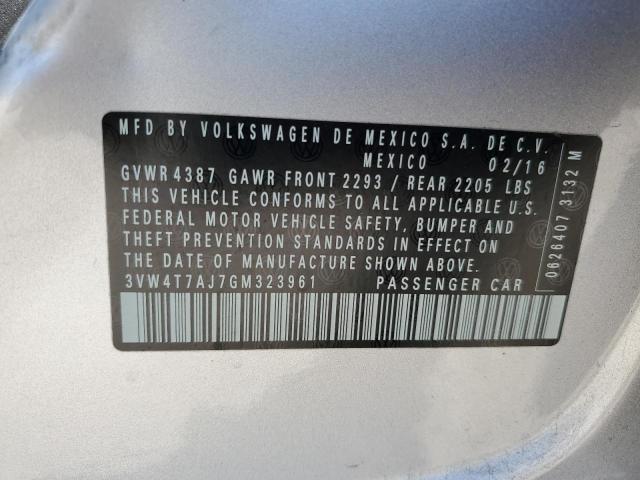 MFD BY VOLKSWAGEN DE MEXICO S.A. DE C.V.
MEXICO 02/16
GVWR 4387 GAWR FRONT 2293 / REAR 2205 LBS
THIS VEHICLE CONFORMS TO ALL APPLICABLE U.S.
FEDERAL MOTOR VEHICLE SAFETY, BUMPER AND
THEFT PREVENTION STANDARDS IN EFFECT ON
THE DATE OF MANUFACTURE SHOWN ABOVE.
3VW4T7AJ7GM323961 PASSENGER CAR
0626407 3132 M